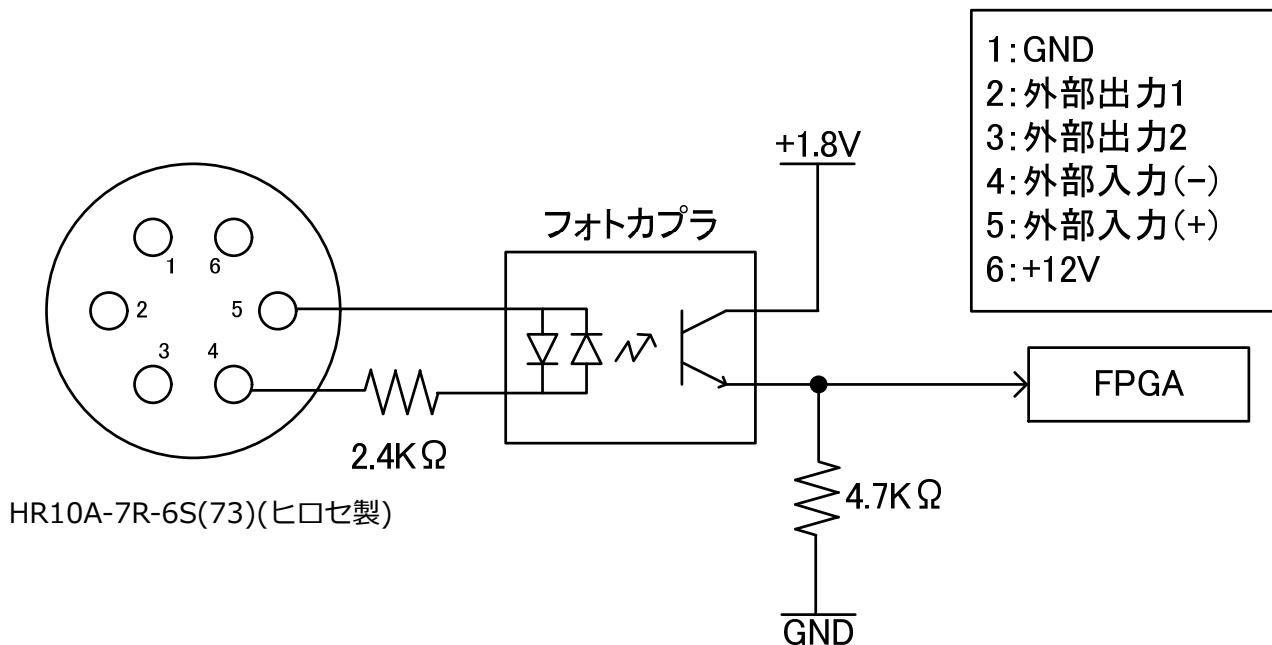 1:GND
2:外部出力1
3:外部出力2
4:外部入力(-)
5:外部入力(+)
6:+12V
+1.8V
フォトカプラ
1
6
2
5
3
4
FPGA
2.4KΩ
4.7KΩ
HR10A-7R-6S(73)(ヒロセ製)
GND